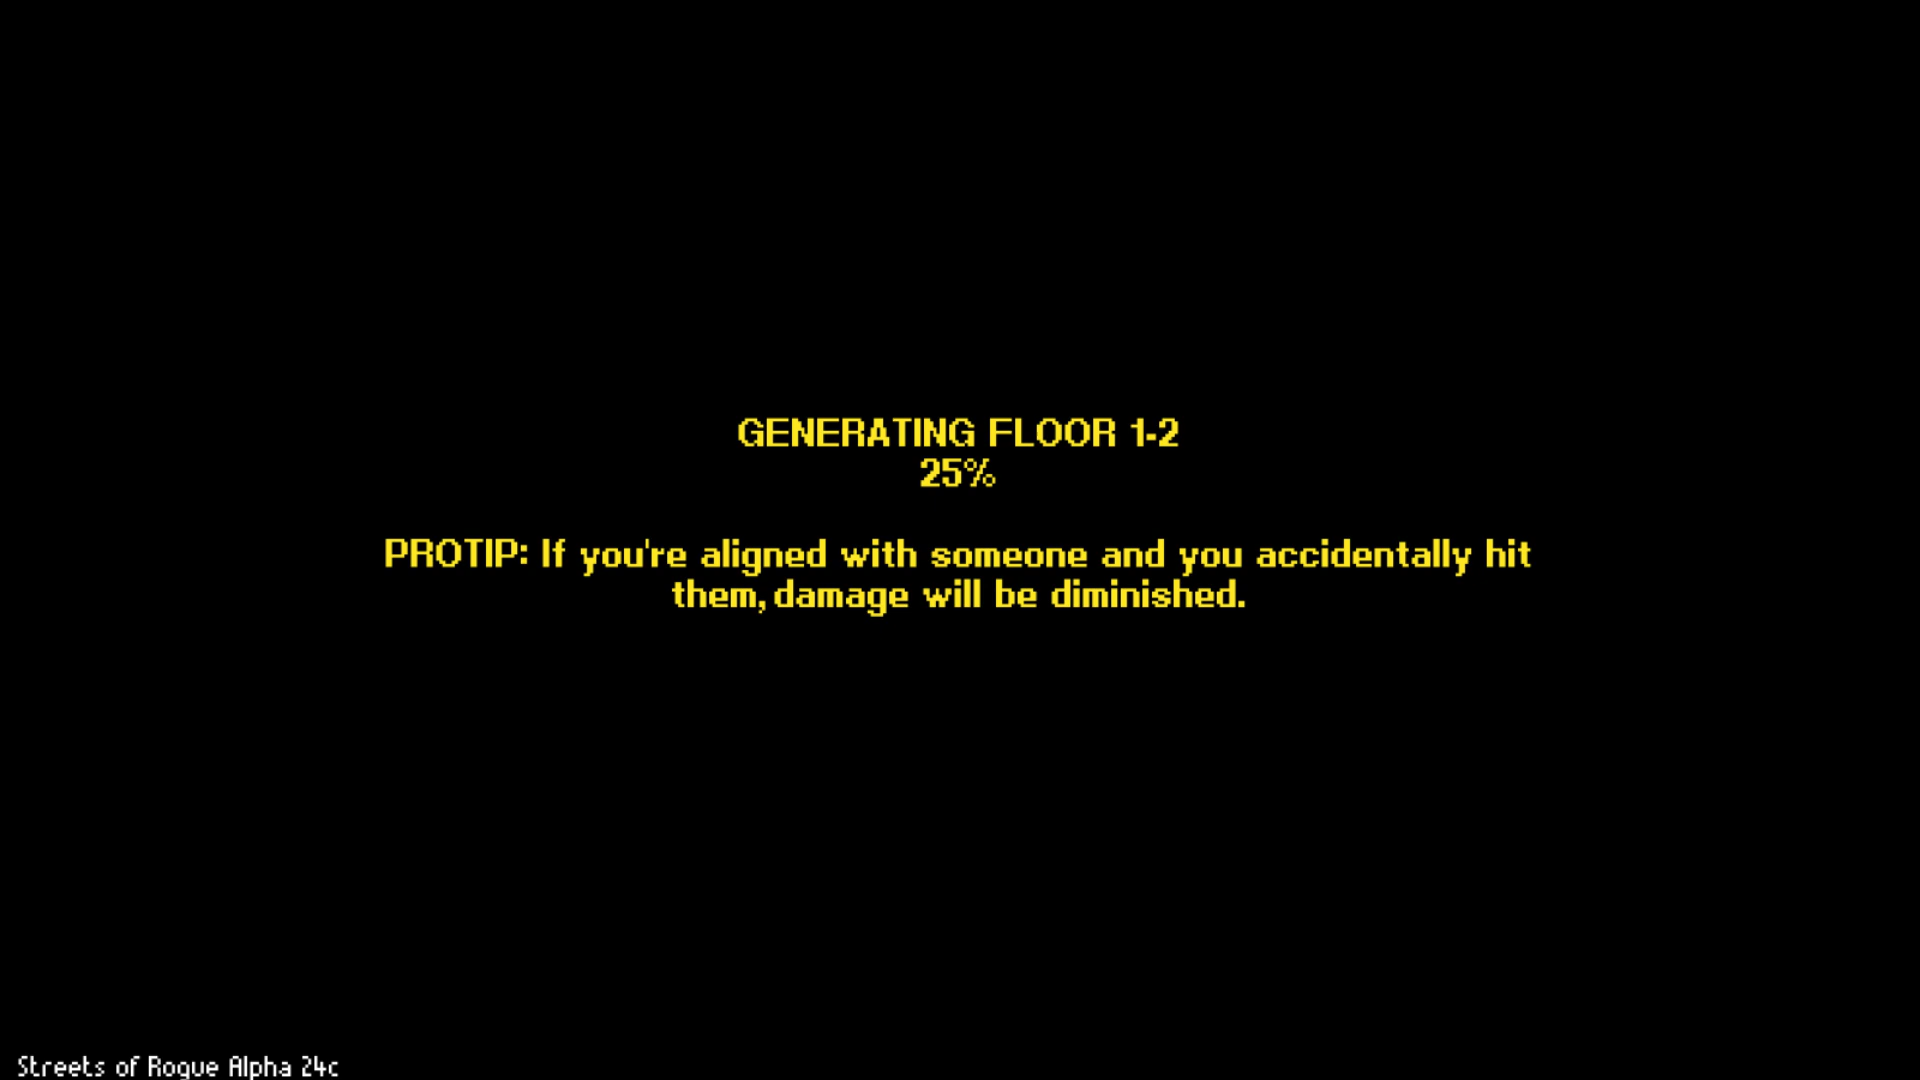 GENERATING FLOOR 1-2
25%
PROTIP: If you're aligned with someone and you accidentally hit
them, damage will be diminished.
Streets of Rogue Alpha 24c